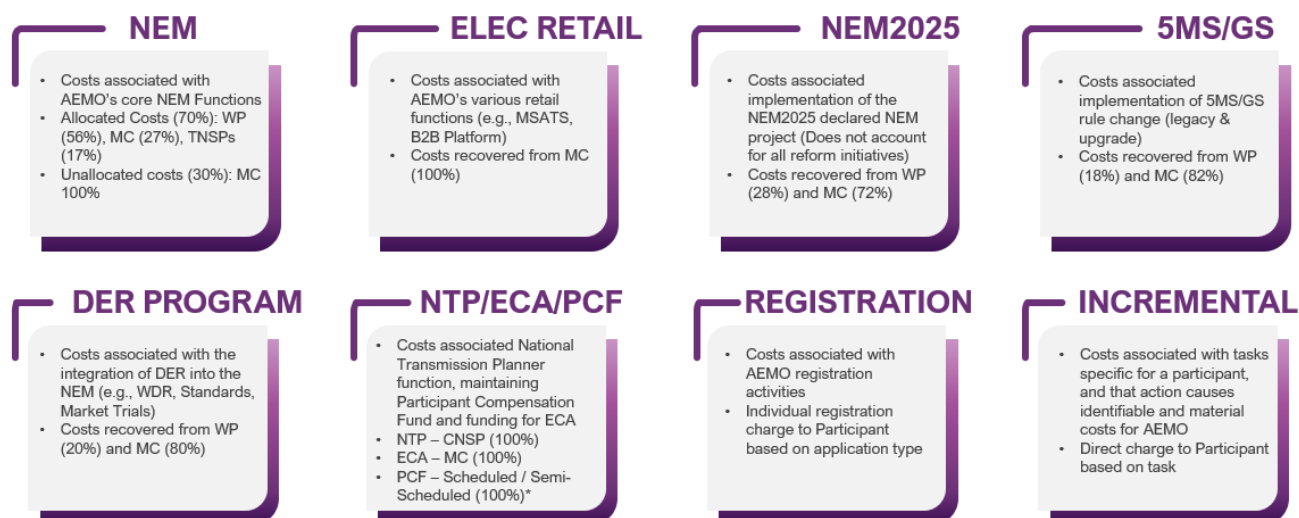 NEM
• Costs associated with
AEMO's core NEM Functions
• Allocated Costs (70%): WP
(56%), MC (27%), TNSPs
(17%)
• Unallocated costs (30%): MC
100%
ELEC RETAIL
• Costs associated with
AEMO's various retail
functions (e.g., MSATS,
B2B Platform)
• Costs recovered from MC
(100%)
NEM2025
• Costs associated
implementation of the
NEM2025 declared NEM
project (Does not account
for all reform initiatives)
• Costs recovered from WP
(28%) and MC (72%)
5MS/GS
• Costs associated
implementation of 5MS/GS
rule change (legacy &
upgrade)
• Costs recovered from WP
(18%) and MC (82%)
DER PROGRAM
• Costs associated with the
integration of DER into the
NEM (e.g., WDR, Standards,
Market Trials)
• Costs recovered from WP
(20%) and MC (80%)
NTP/ECA/PCF
• Costs associated National
Transmission Planner
function, maintaining
Participant Compensation
Fund and funding for ECA
• NTP – CNSP (100%)
• ECA – MC (100%)
• PCF – Scheduled / Semi-
Scheduled (100%)*
REGISTRATION
• Costs associated with
AEMO registration
activities
• Individual registration
charge to Participant
based on application type
INCREMENTAL
• Costs associated with tasks
specific for a participant,
and that action causes
identifiable and material
costs for AEMO
• Direct charge to Participant
based on task